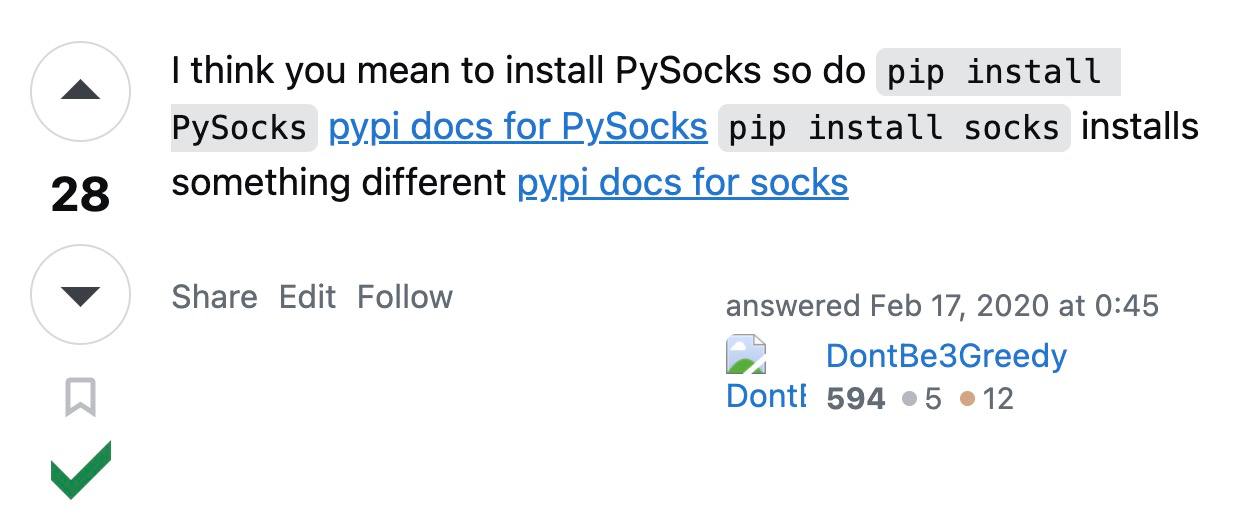 I think you mean to install PySocks so do pip install
PySocks pypi docs for PySocks pip install socks installs
something different pypi docs for socks
28
Share Edit Follow
answered Feb 17, 2020 at 0:45
DontBe3Greedy
DontE 594 5 12